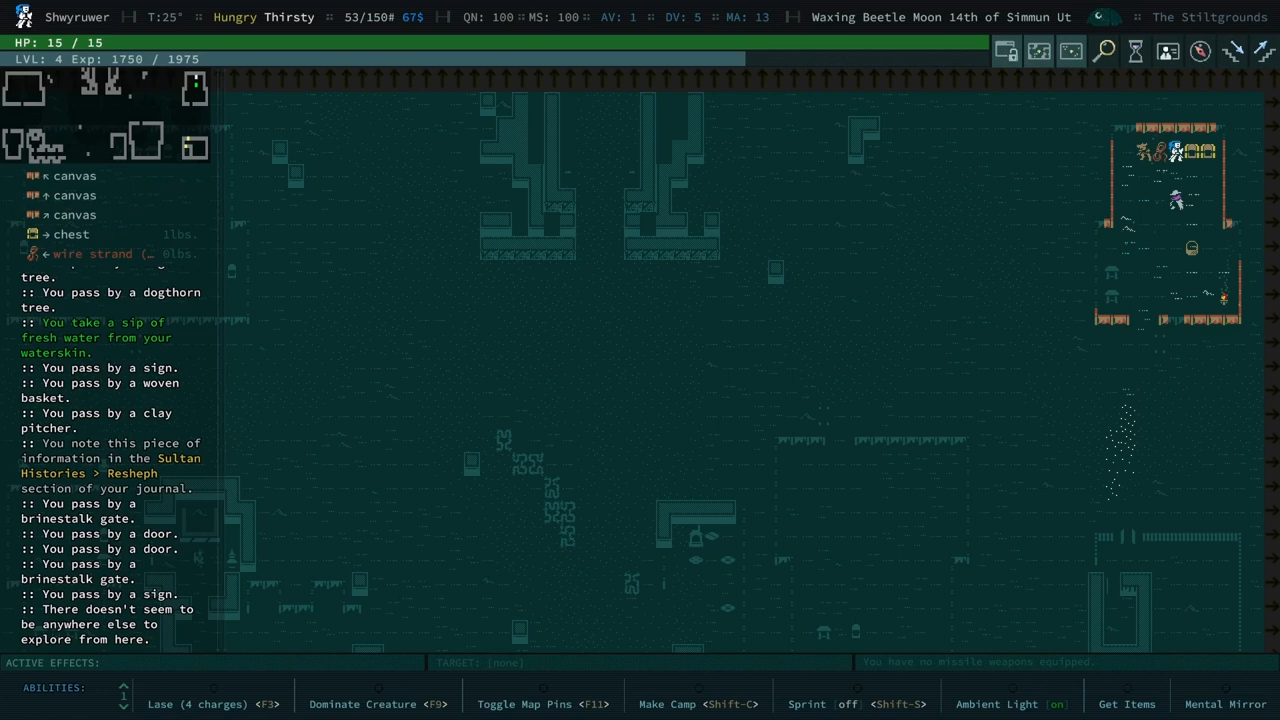 Shwyruwer T:25° :: Hungry Thirsty :: 53/150# 67$ QN: 100 :: MS: 100 :: AV: 1 :: DV: 5 :: MA: 13 Waxing Beetle Moon 14th of Simmun Ut :: The Stiltgrounds
HP: 15 / 15
LVL: 4 Exp: 1750 / 1975
canvas
canvas
canvas
chest 1lbs.
wire strand (… 0lbs.
tree.
:: You pass by a dogthorn
tree.
:: You take a sip of
fresh water from your
waterskin.
:: You pass by a sign.
:: You pass by a woven
basket.
:: You pass by a clay
pitcher.
:: You note this piece of
information in the Sultan
Histories > Resheph
section of your journal.
:: You pass by a
brinestalk gate.
:: You pass by a door.
:: You pass by a door.
:: You pass by a
brinestalk gate.
:: You pass by a sign.
:: There doesn't seem to
be anywhere else to
explore from here.
ACTIVE EFFECTS: TARGET: [none] You have no missile weapons equipped.
ABILITIES: 1 Lase (4 charges) <F3> Dominate Creature <F9> Toggle Map Pins <F11> Make Camp <Shift-C> Sprint [off] <Shift-S> Ambient Light [on] Get Items Mental Mirror